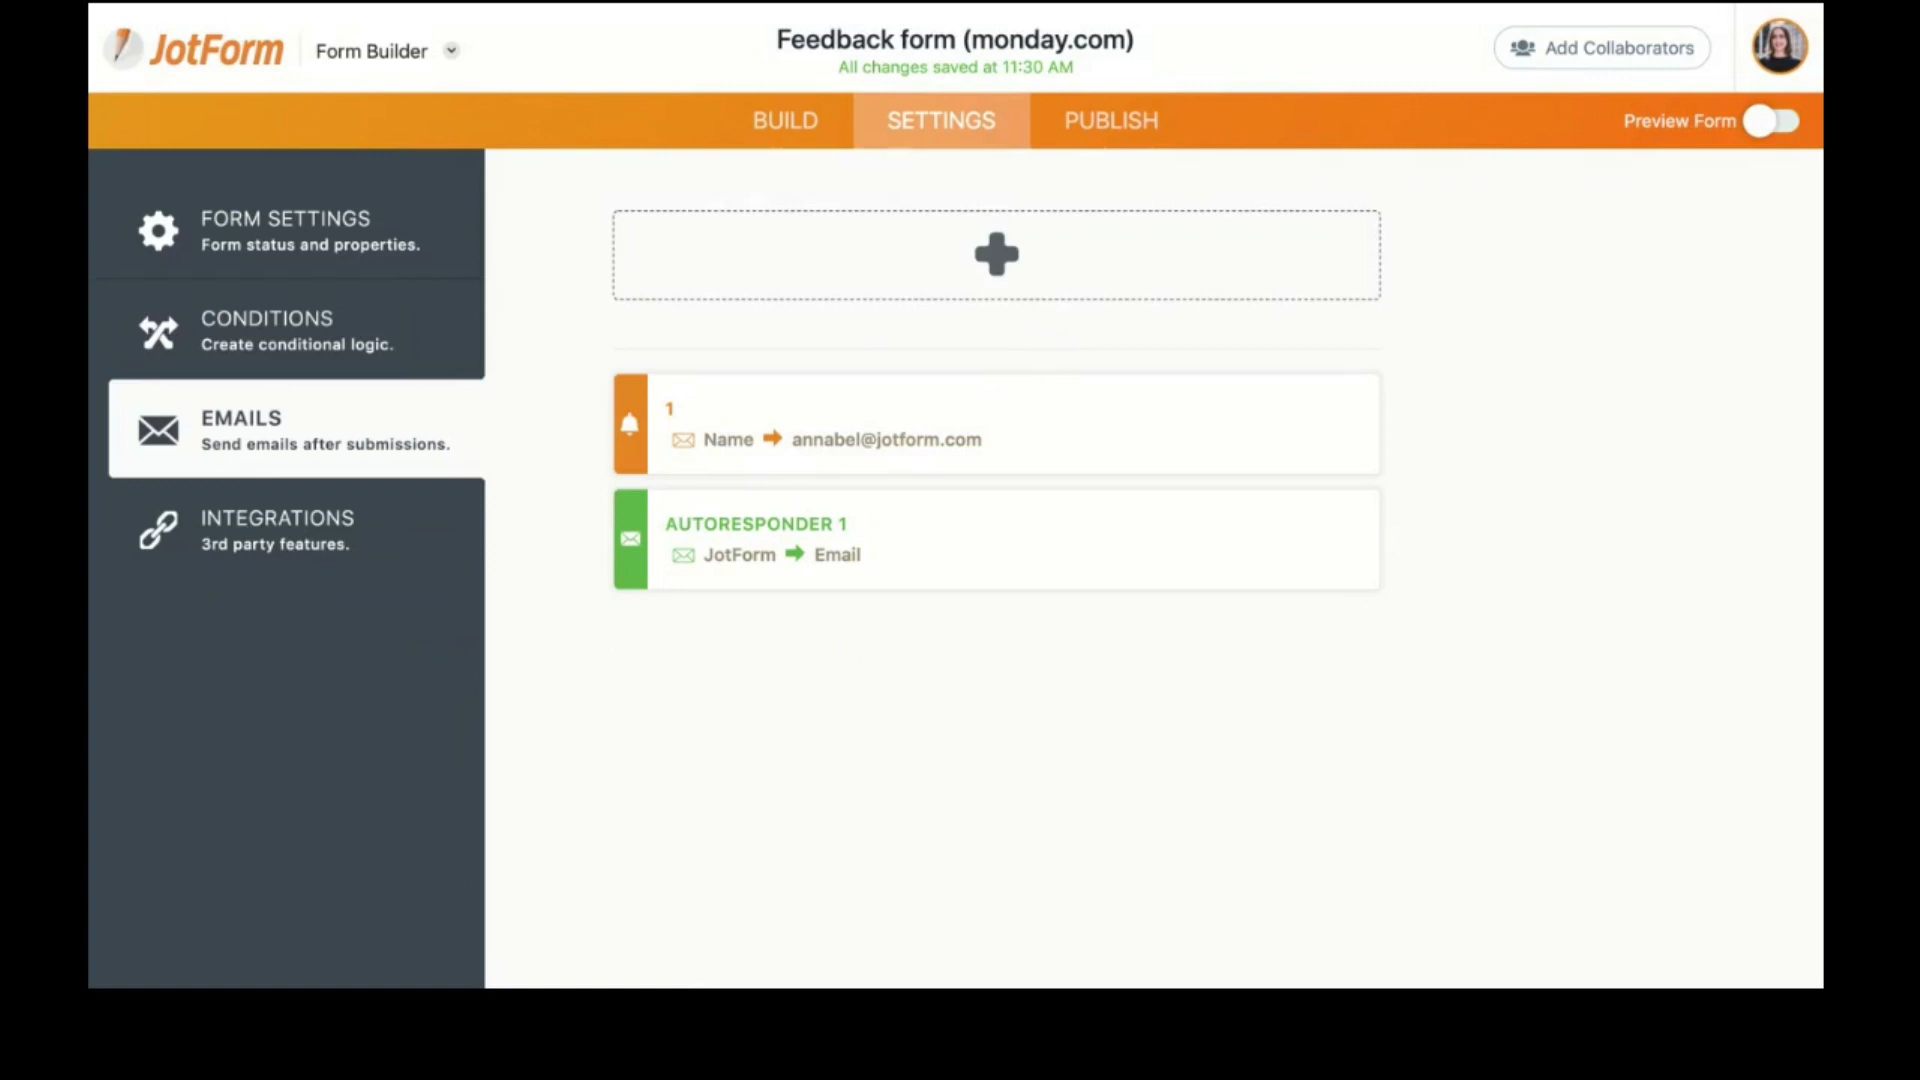 JotForm
Form Builder
Feedback form (monday.com)
All changes saved at 11:30 AM
Add Collaborators
BUILD
SETTINGS
PUBLISH
Preview Form
FORM SETTINGS
Form status and properties.
CONDITIONS
Create conditional logic.
EMAILS
Send emails after submissions.
INTEGRATIONS
3rd party features.
1
Name annabel@jotform.com
AUTORESPONDER 1
JotForm Email